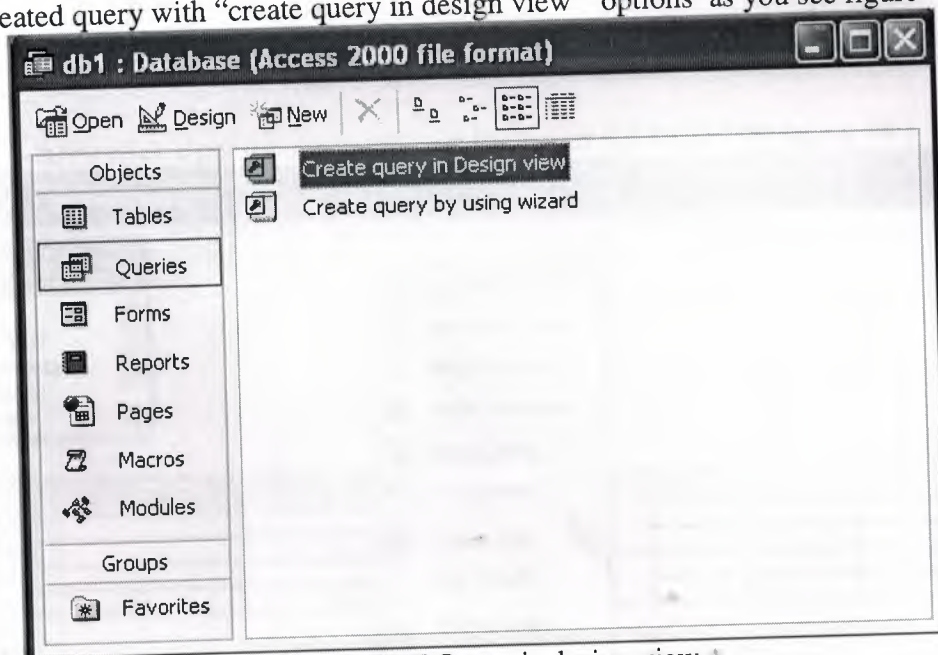 query with “create query in design view” options as you see figure
db1 : Database (Access 2000 file format)
Open Design New
Objects
Create query in Design view
Tables
Create query by using wizard
Queries
Forms
Reports
Pages
Macros
Modules
Groups
Favorites